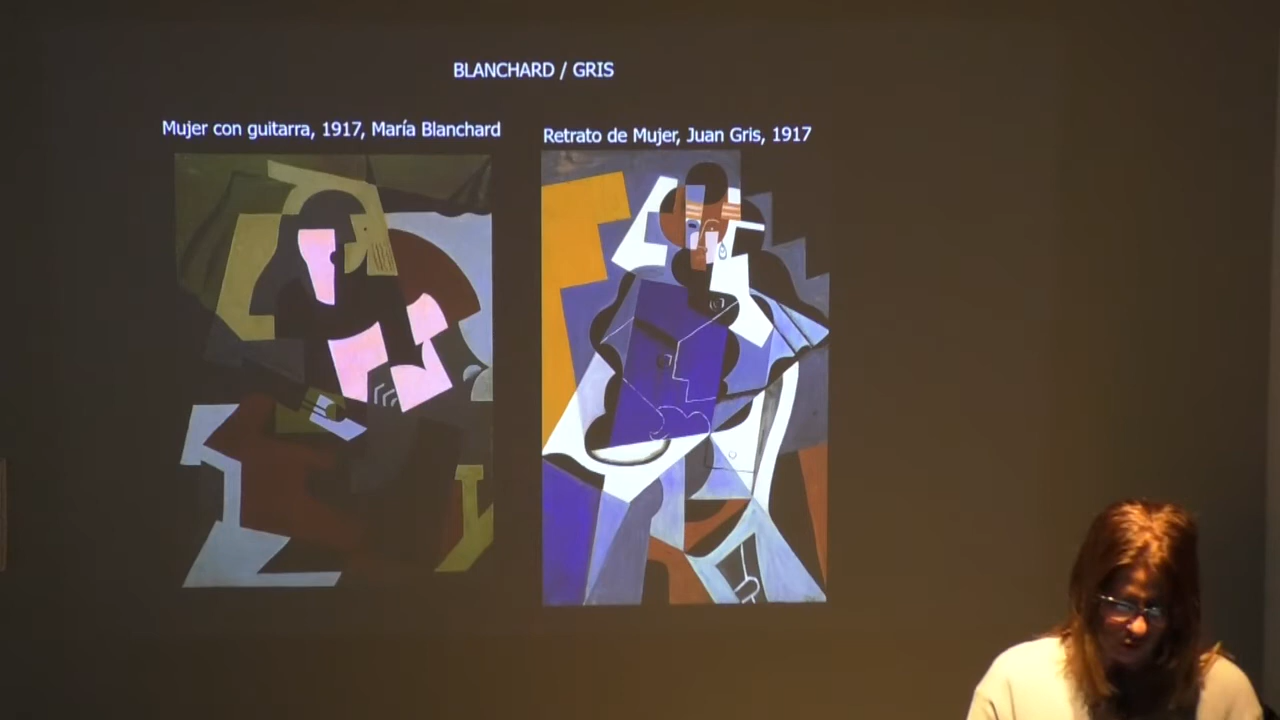 BLANCHARD / GRIS
Mujer con guitarra, 1917, María Blanchard
Retrato de Mujer, Juan Gris, 1917